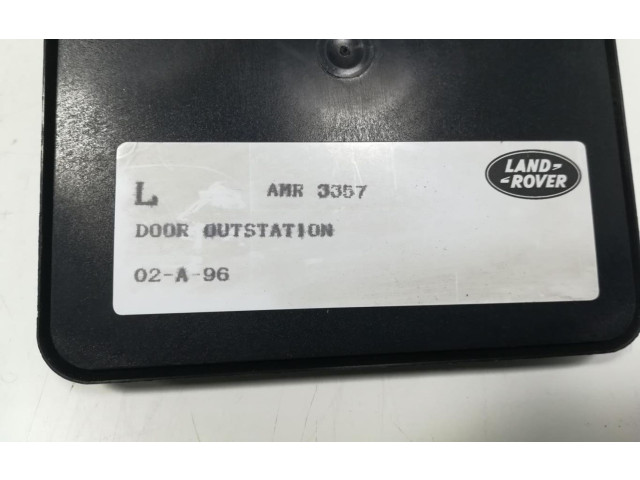 LAND-
-ROVER
L AMR 3357
DOOR OUTSTATION
02-A-96